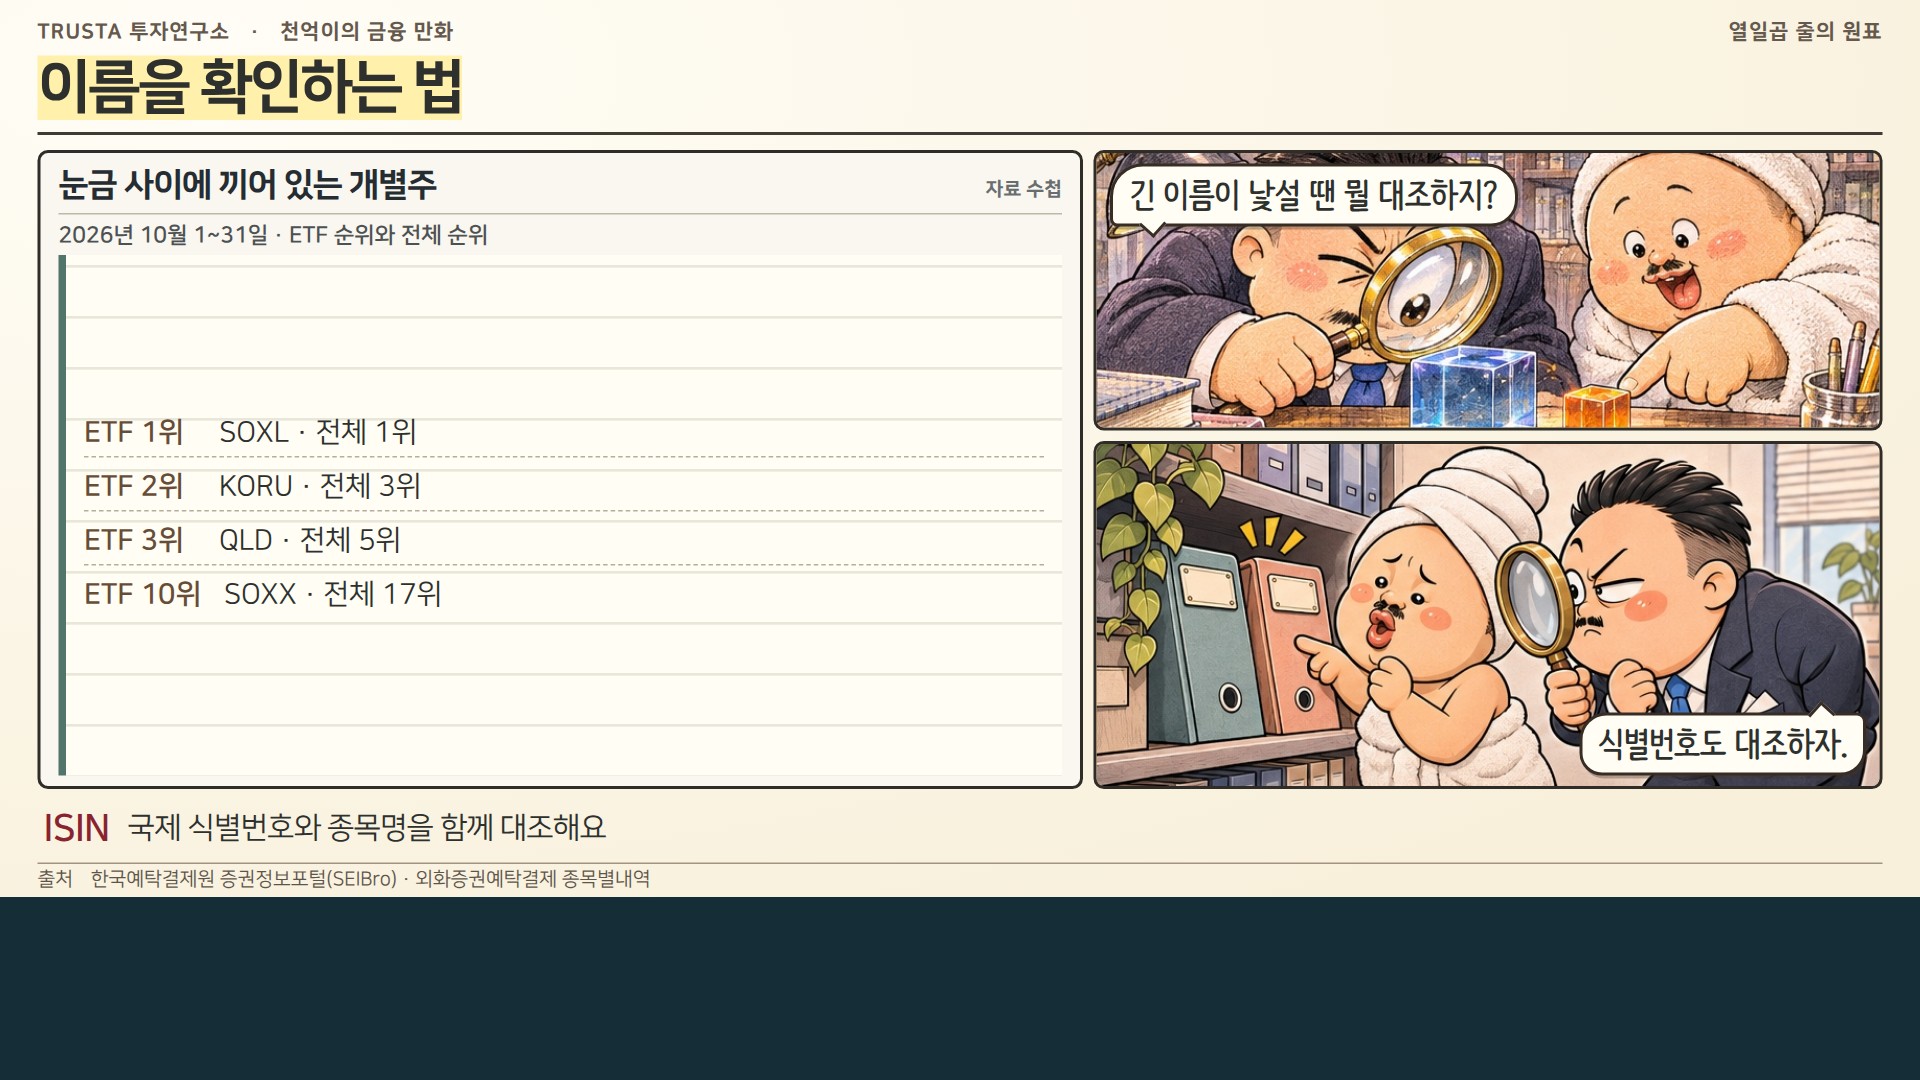 TRUSTA 투자연구소 · 천억이의 금융 만화
열일곱 줄의 원표
이름을 확인하는 법
눈금 사이에 끼어 있는 개별주
자료 수첩
2026년 10월 1~31일 · ETF 순위와 전체 순위
ETF 1위 SOXL · 전체 1위
ETF 2위 KORU · 전체 3위
ETF 3위 QLD · 전체 5위
ETF 10위 SOXX · 전체 17위
긴 이름이 낯설 땐 뭘 대조하지?
식별번호도 대조하자.
ISIN 국제 식별번호와 종목명을 함께 대조해요
출처 한국예탁결제원 증권정보포털(SEIBro) · 외화증권예탁결제 종목별내역